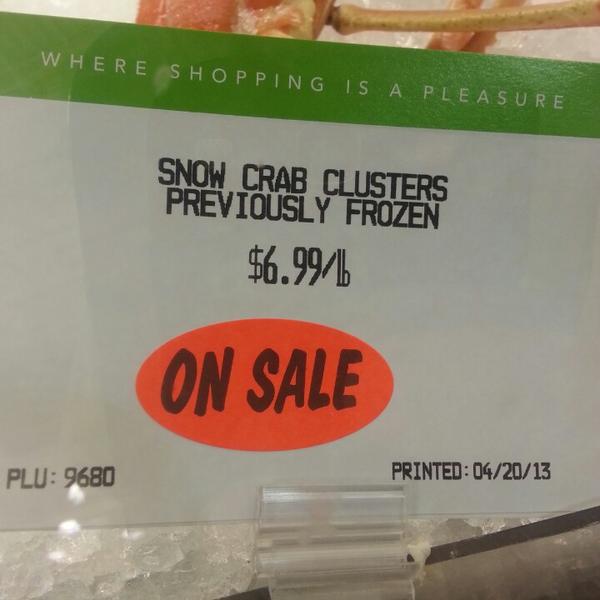 WHERE SHOPPING IS A PLEASURE
SNOW CRAB CLUSTERS
PREVIOUSLY FROZEN
$6.99/lb
ON SALE
PLU: 9680
PRINTED: 04/20/13